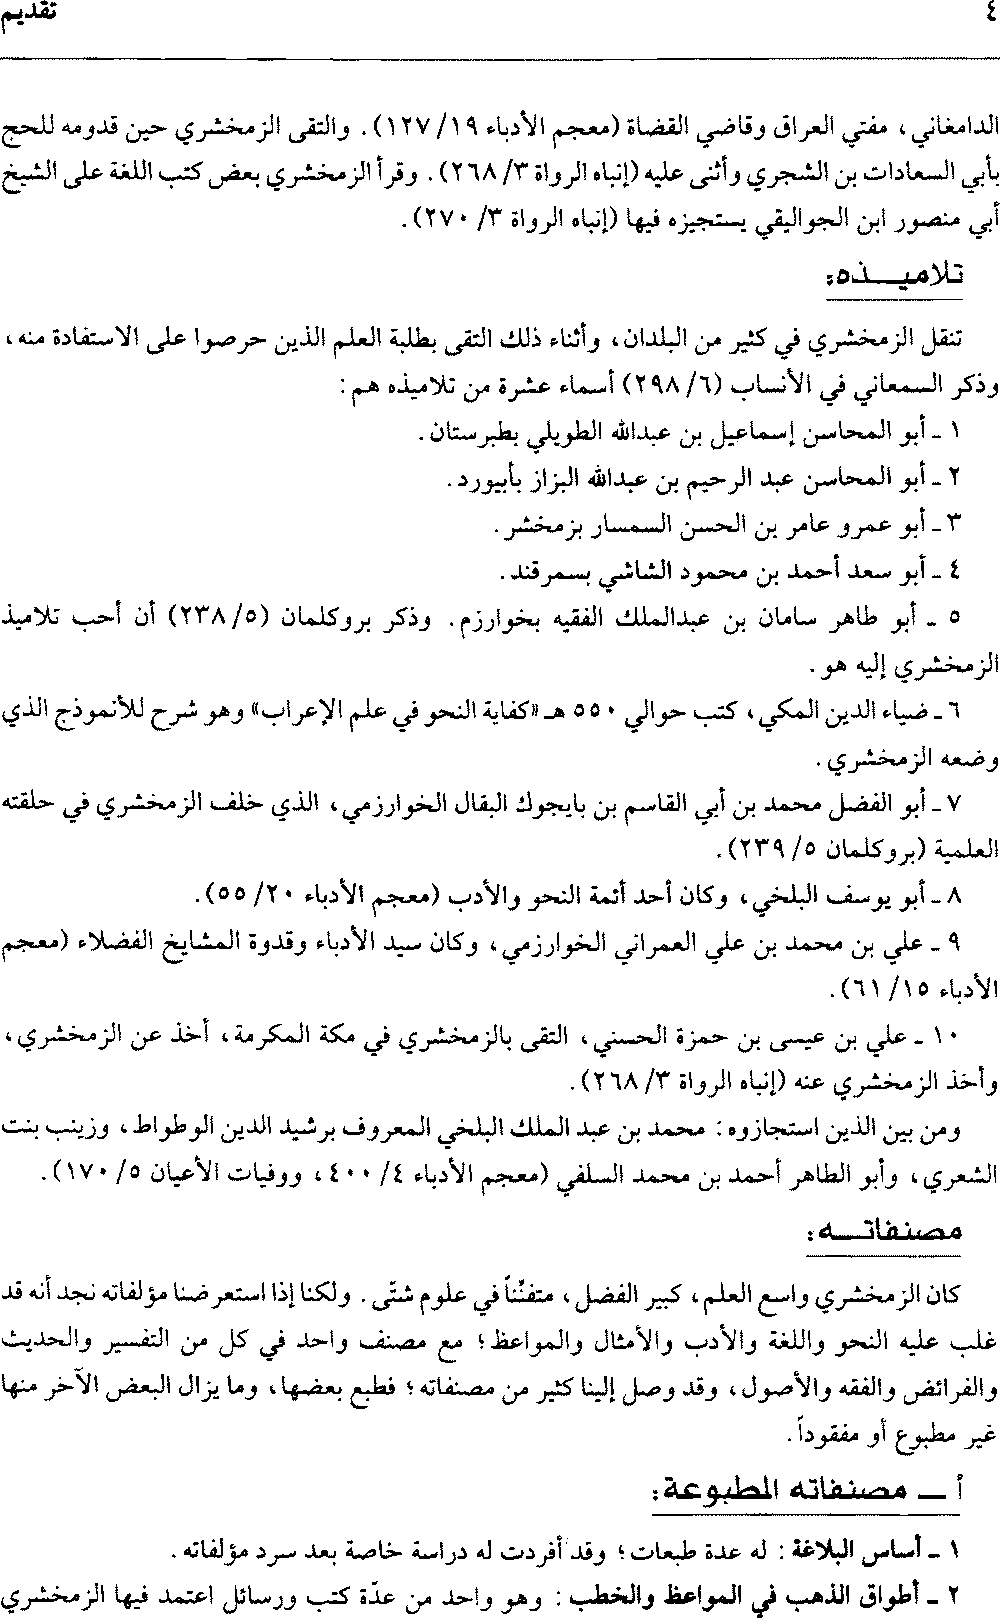 ٤
تقديم
الدامغاني، مفتي العراق وقاضي القضاة (معجم الأدباء ١٩/ ١٢٧). والتقى الزمخشري حين قدومه للحج
بأبي السعادات بن الشجري وأثنى عليه (إنباه الرواة ٣/ ٢٦٨). وقرأ الزمخشري بعض كتب اللغة على الشيخ
أبي منصور ابن الجواليقي يستجيزه فيها (إنباه الرواة ٣/ ٢٧٠).
تلاميـــذه:
تنقل الزمخشري في كثير من البلدان، وأثناء ذلك التقى بطلبة العلم الذين حرصوا على الاستفادة منه،
وذكر السمعاني في الأنساب (٦/ ٢٩٨) أسماء عشرة من تلاميذه هم:
١ ـ أبو المحاسن إسماعيل بن عبدالله الطويلي بطبرستان.
٢ ـ أبو المحاسن عبد الرحيم بن عبدالله البزاز بأبيورد.
٣ ـ أبو عمرو عامر بن الحسن السمسار بزمخشر.
٤ ـ أبو سعد أحمد بن محمود الشاشي بسمرقند.
٥ ـ أبو طاهر سامان بن عبدالملك الفقيه بخوارزم. وذكر بروكلمان (٥/ ٢٣٨) أن أحب تلاميذ
الزمخشري إليه هو.
٦ ـ ضياء الدين المكي، كتب حوالي ٥٥٠ هـ «كفاية النحو في علم الإعراب» وهو شرح للأنموذج الذي
وضعه الزمخشري.
٧ ـ أبو الفضل محمد بن أبي القاسم بن بايجوك البقال الخوارزمي، الذي خلف الزمخشري في حلقته
العلمية (بروكلمان ٥/ ٢٣٩).
٨ ـ أبو يوسف البلخي، وكان أحد أئمة النحو والأدب (معجم الأدباء ٢٠/ ٥٥).
٩ ـ علي بن محمد بن علي العمراني الخوارزمي، وكان سيد الأدباء وقدوة المشايخ الفضلاء (معجم
الأدباء ١٥/ ٦١).
١٠ ـ علي بن عيسى بن حمزة الحسني، التقى بالزمخشري في مكة المكرمة، أخذ عن الزمخشري،
وأخذ الزمخشري عنه (إنباه الرواة ٣/ ٢٦٨).
ومن بين الذين استجازوه: محمد بن عبد الملك البلخي المعروف برشيد الدين الوطواط، وزينب بنت
الشعري، وأبو الطاهر أحمد بن محمد السلفي (معجم الأدباء ٤/ ٤٠٠، ووفيات الأعيان ٥/ ١٧٠).
مصنفاتـــه:
كان الزمخشري واسع العلم، كبير الفضل، متفنّناً في علوم شتّى. ولكنا إذا استعرضنا مؤلفاته نجد أنه قد
غلب عليه النحو واللغة والأدب والأمثال والمواعظ؛ مع مصنف واحد في كل من التفسير والحديث
والفرائض والفقه والأصول، وقد وصل إلينا كثير من مصنفاته؛ فطبع بعضها، وما يزال البعض الآخر منها
غير مطبوع أو مفقوداً.
أ ــ مصنفاته المطبوعة:
١ ـ أساس البلاغة: له عدة طبعات؛ وقد أفردت له دراسة خاصة بعد سرد مؤلفاته.
٢ ـ أطواق الذهب في المواعظ والخطب: وهو واحد من عدّة كتب ورسائل اعتمد فيها الزمخشري